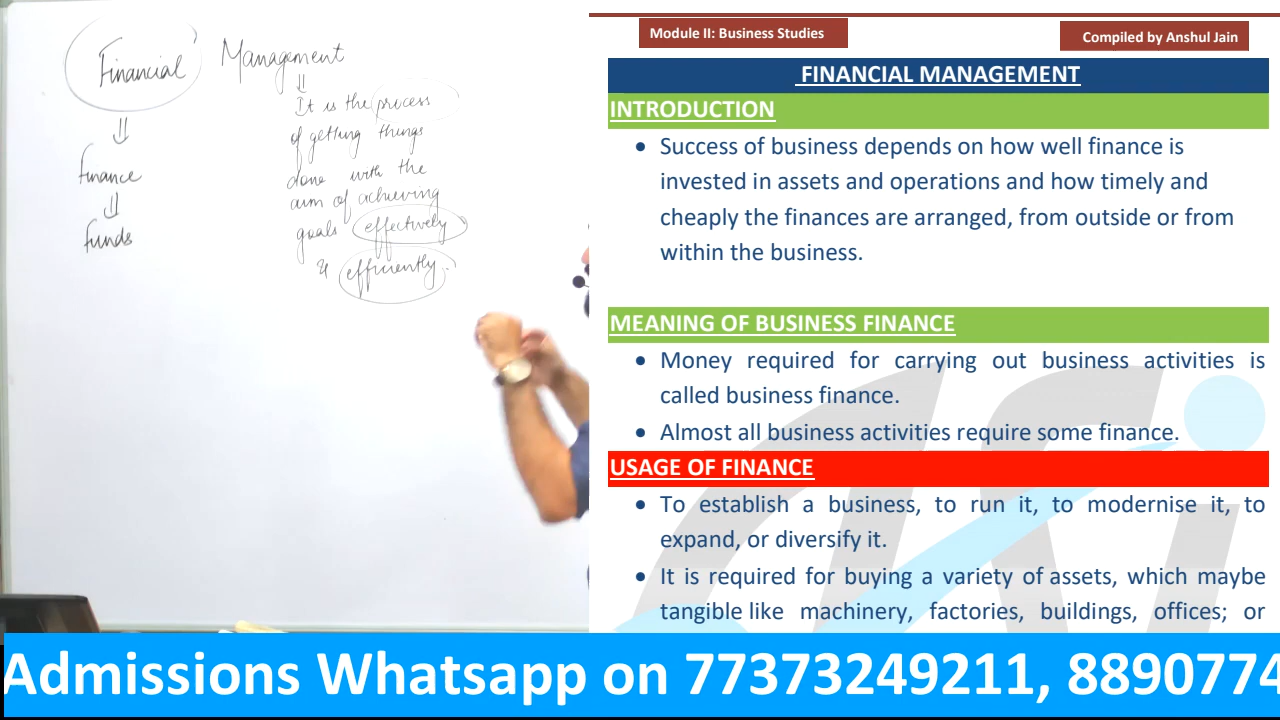 Financial Management
It is the process
of getting things
done with the
aim of achieving
goals effectively
& efficiently.
Finance
funds
Module II: Business Studies
Compiled by Anshul Jain
FINANCIAL MANAGEMENT
INTRODUCTION
• Success of business depends on how well finance is
invested in assets and operations and how timely and
cheaply the finances are arranged, from outside or from
within the business.
MEANING OF BUSINESS FINANCE
• Money required for carrying out business activities is
called business finance.
• Almost all business activities require some finance.
USAGE OF FINANCE
• To establish a business, to run it, to modernise it, to
expand, or diversify it.
• It is required for buying a variety of assets, which maybe
tangible like machinery, factories, buildings, offices; or
Admissions Whatsapp on 77373249211, 8890774